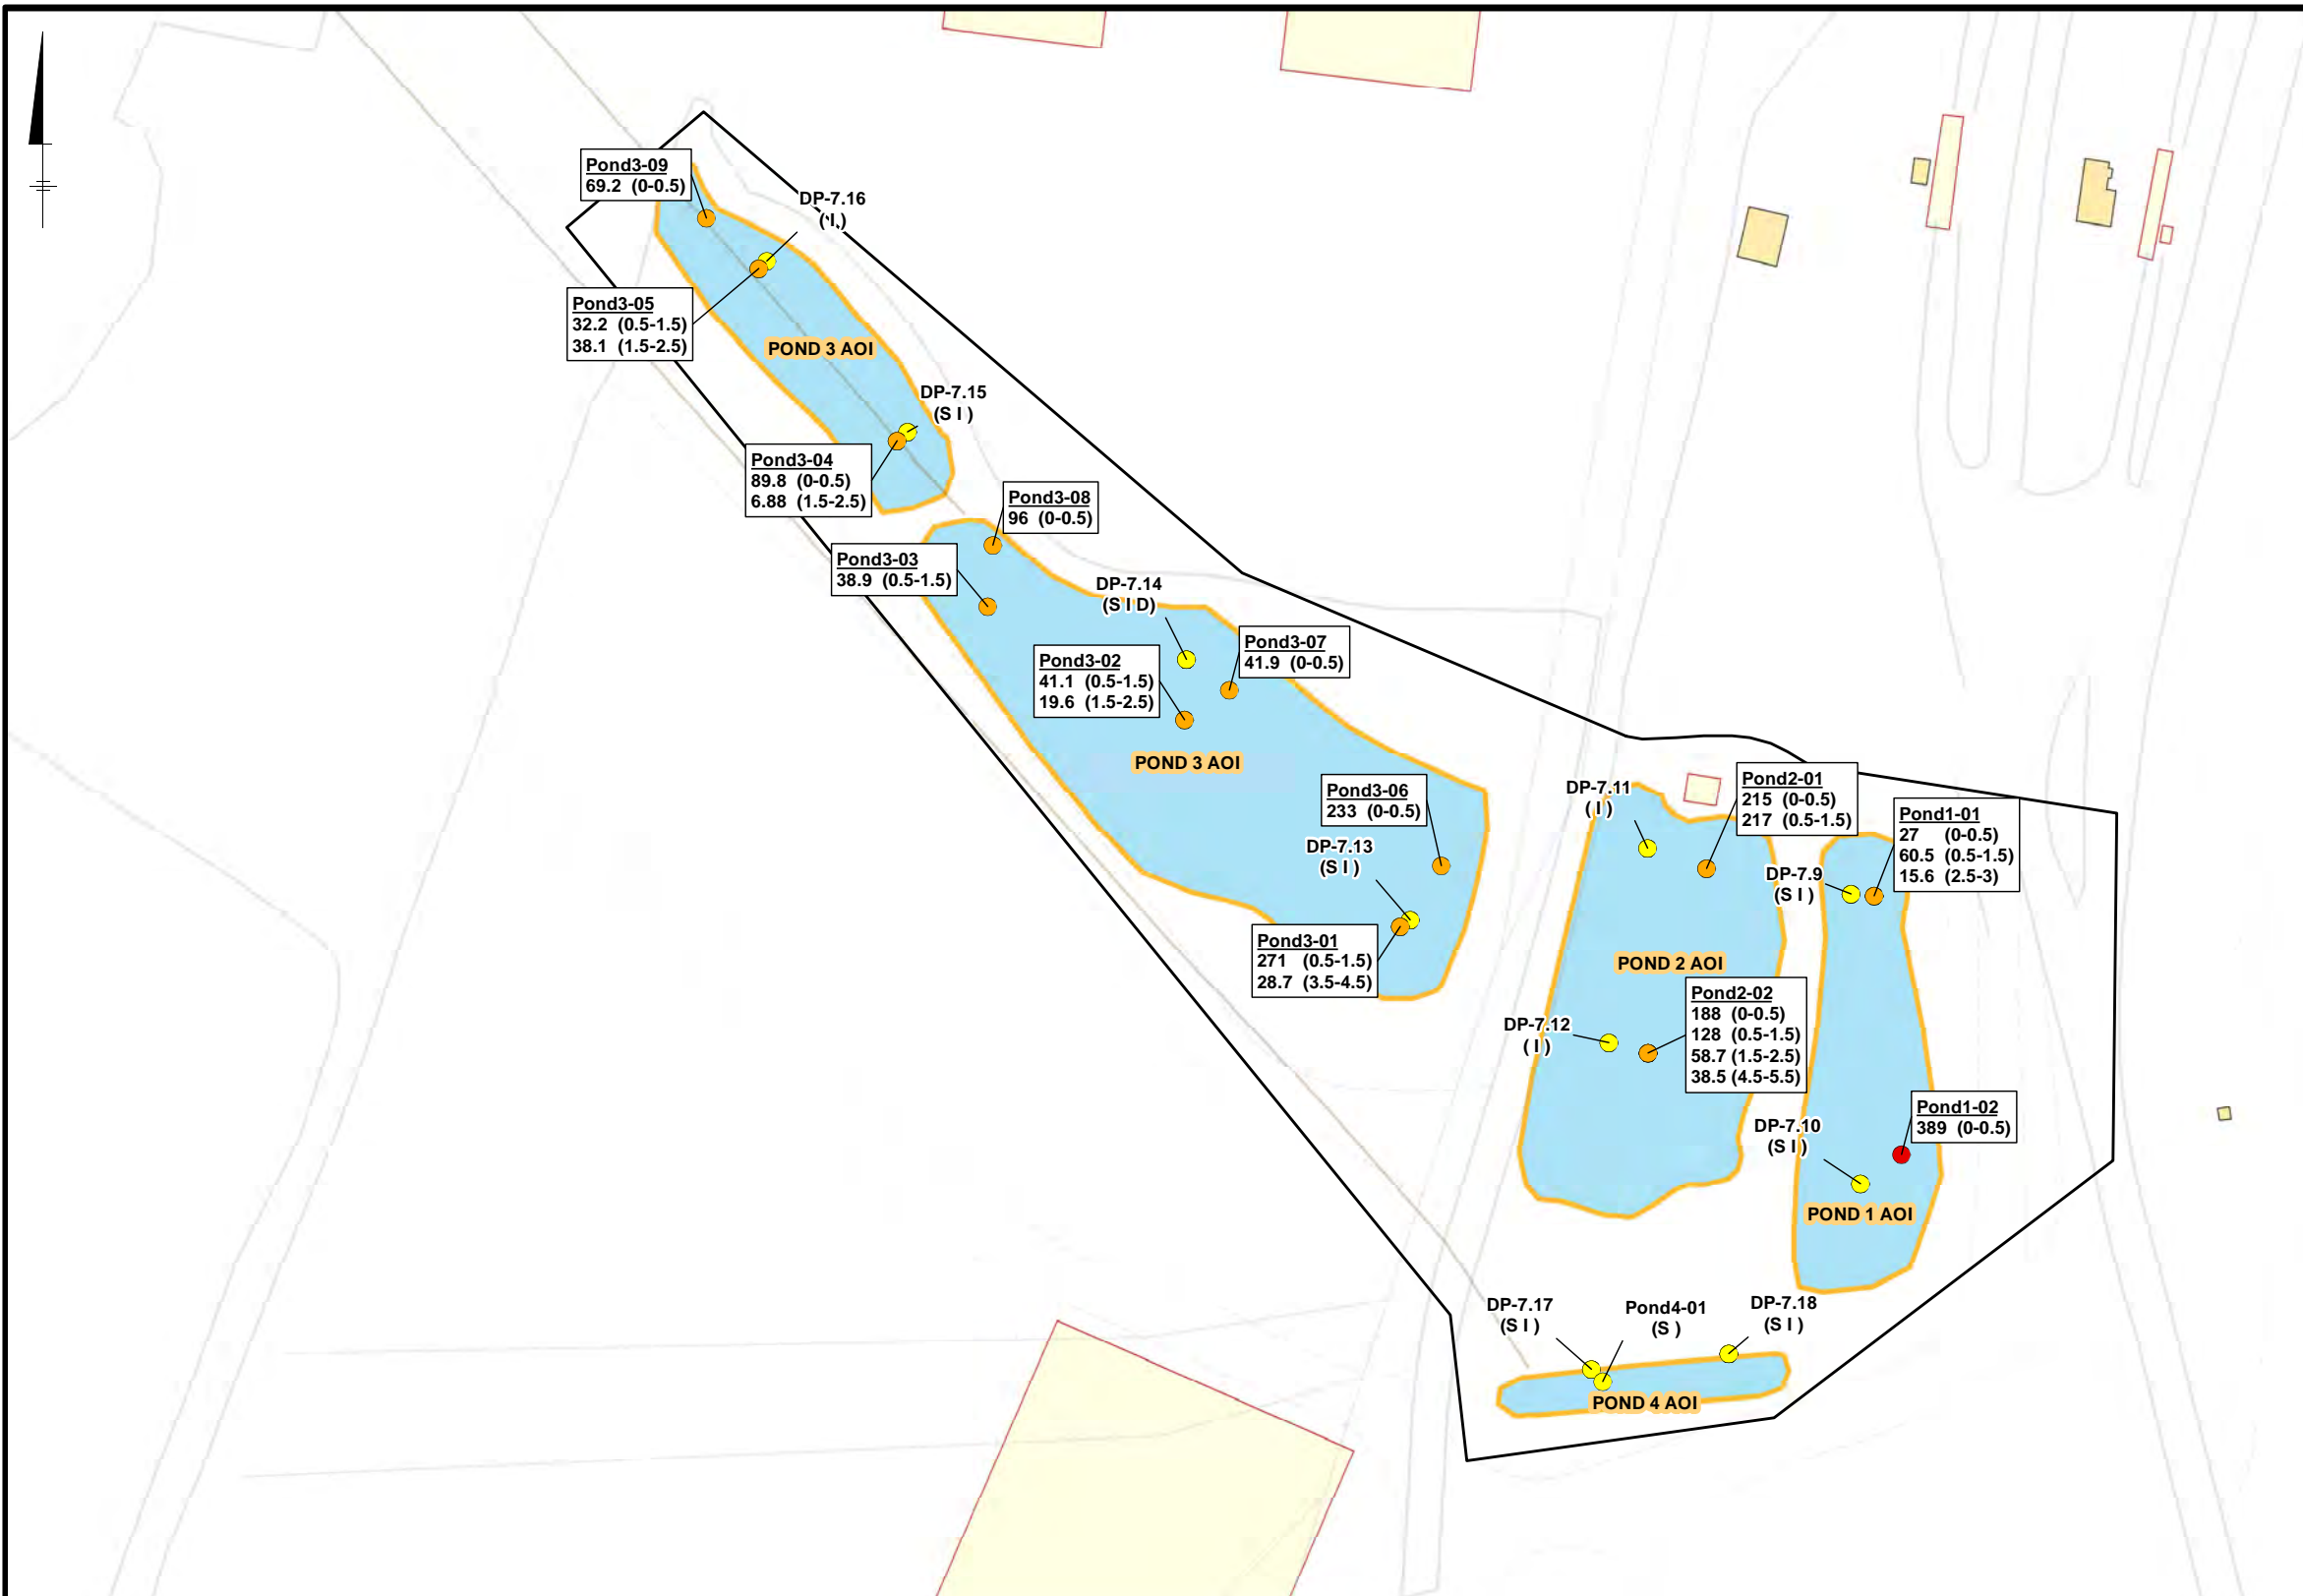 Pond3-09
69.2 (0-0.5)
DP-7.16
(I)
Pond3-05
32.2 (0.5-1.5)
38.1 (1.5-2.5)
POND 3 AOI
DP-7.15
(S I)
Pond3-04
89.8 (0-0.5)
6.88 (1.5-2.5)
Pond3-08
96 (0-0.5)
Pond3-03
38.9 (0.5-1.5)
DP-7.14
(S I D)
Pond3-07
41.9 (0-0.5)
Pond3-02
41.1 (0.5-1.5)
19.6 (1.5-2.5)
POND 3 AOI
Pond3-06
233 (0-0.5)
DP-7.13
(S I)
Pond3-01
271 (0.5-1.5)
28.7 (3.5-4.5)
DP-7.11
(I)
Pond2-01
215 (0-0.5)
217 (0.5-1.5)
Pond1-01
27 (0-0.5)
60.5 (0.5-1.5)
15.6 (2.5-3)
DP-7.9
(S I)
POND 2 AOI
Pond2-02
188 (0-0.5)
128 (0.5-1.5)
58.7 (1.5-2.5)
38.5 (4.5-5.5)
DP-7.12
(I)
Pond1-02
389 (0-0.5)
DP-7.10
(S I)
POND 1 AOI
DP-7.17
(S I)
Pond4-01
(S)
DP-7.18
(S I)
POND 4 AOI